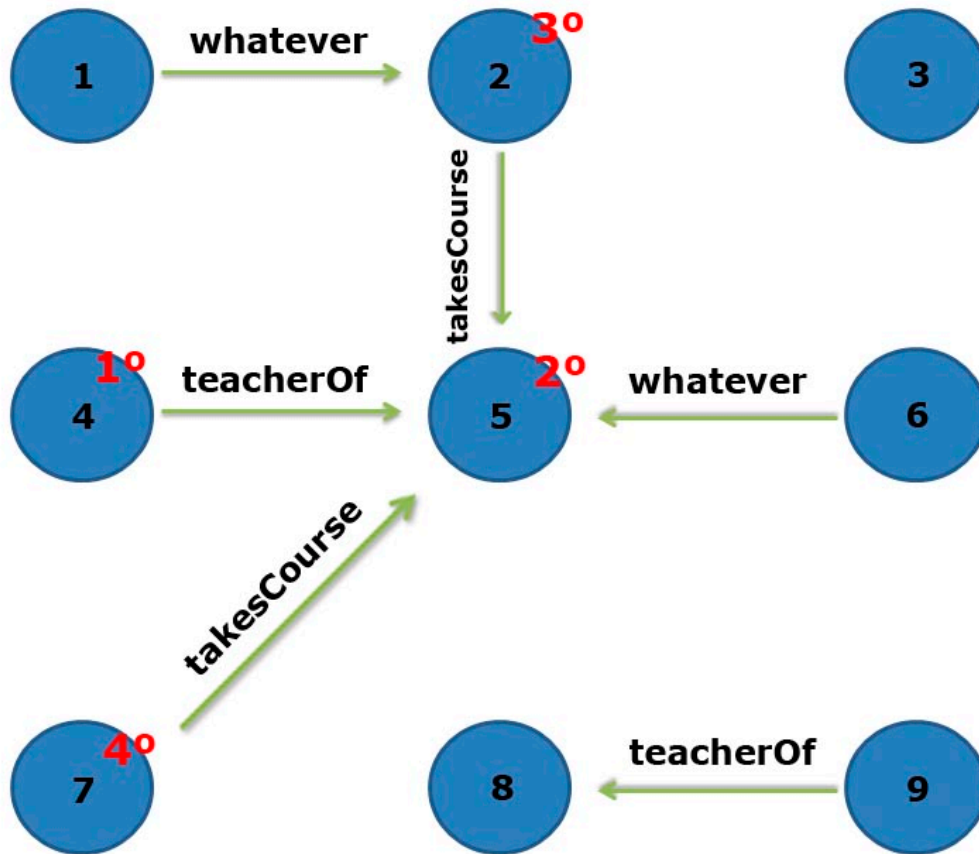 whatever
3º
1
2
3
takesCourse
1º
teacherOf
2º
whatever
4
5
6
takesCourse
4º
teacherOf
7
8
9